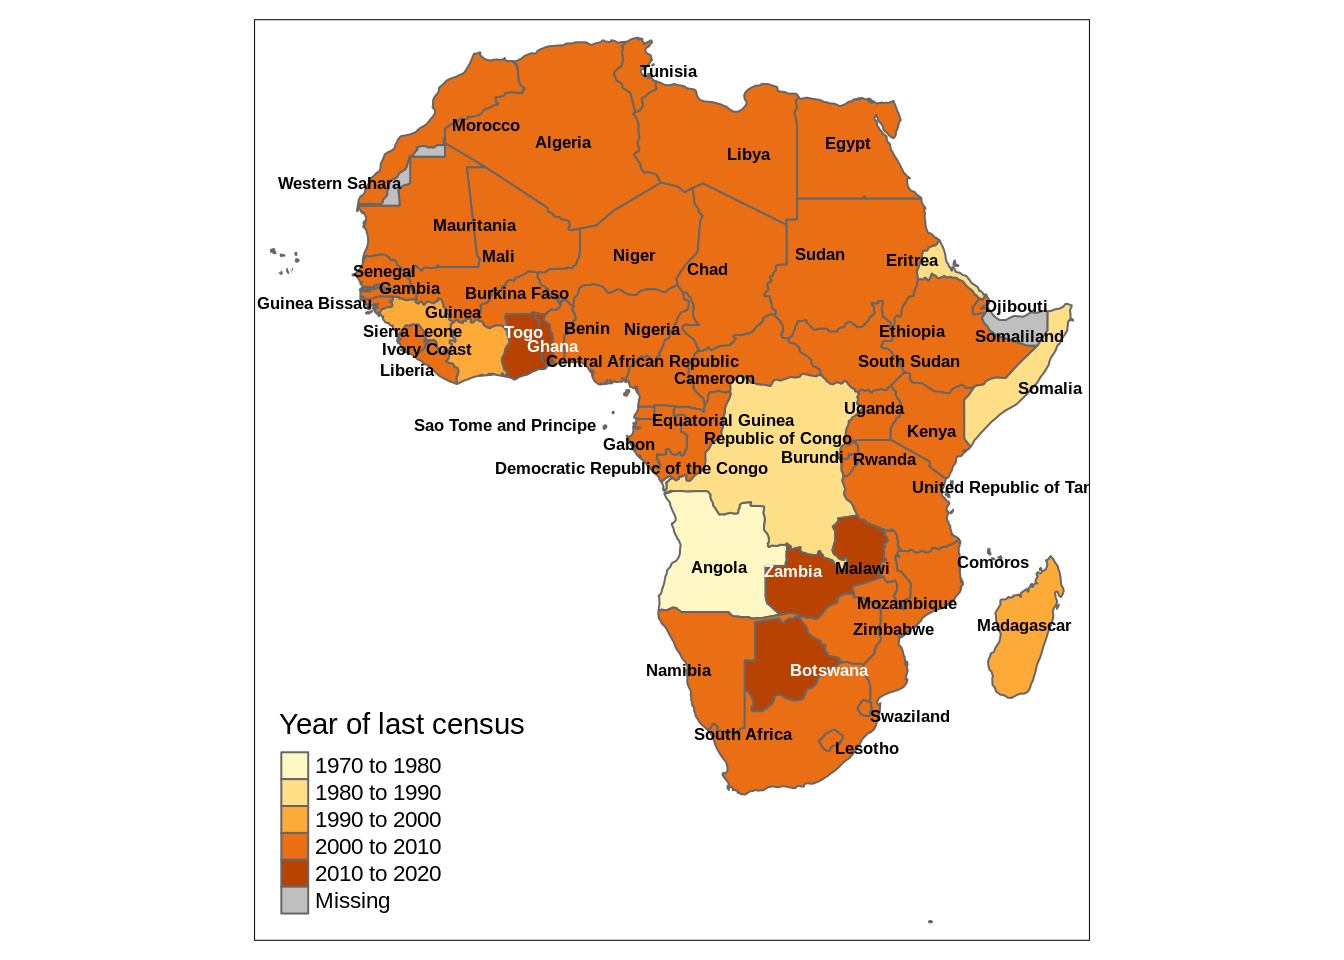 Tunisia
Morocco
Algeria
Libya
Egypt
Western Sahara
Mauritania
Mali
Niger
Chad
Sudan
Eritrea
Senegal
Gambia
Burkina Faso
Guinea Bissau
Guinea
Djibouti
Sierra Leone
Togo
Benin
Nigeria
Ethiopia
Somaliland
Ivory Coast
Ghana
Liberia
Central African Republic
South Sudan
Cameroon
Somalia
Uganda
Sao Tome and Principe
Equatorial Guinea
Kenya
Gabon
Republic of Congo
Burundi
Rwanda
Democratic Republic of the Congo
United Republic of Tan
Angola
Zambia
Malawi
Comoros
Mozambique
Madagascar
Zimbabwe
Namibia
Botswana
Swaziland
South Africa
Lesotho
Year of last census
1970 to 1980
1980 to 1990
1990 to 2000
2000 to 2010
2010 to 2020
Missing